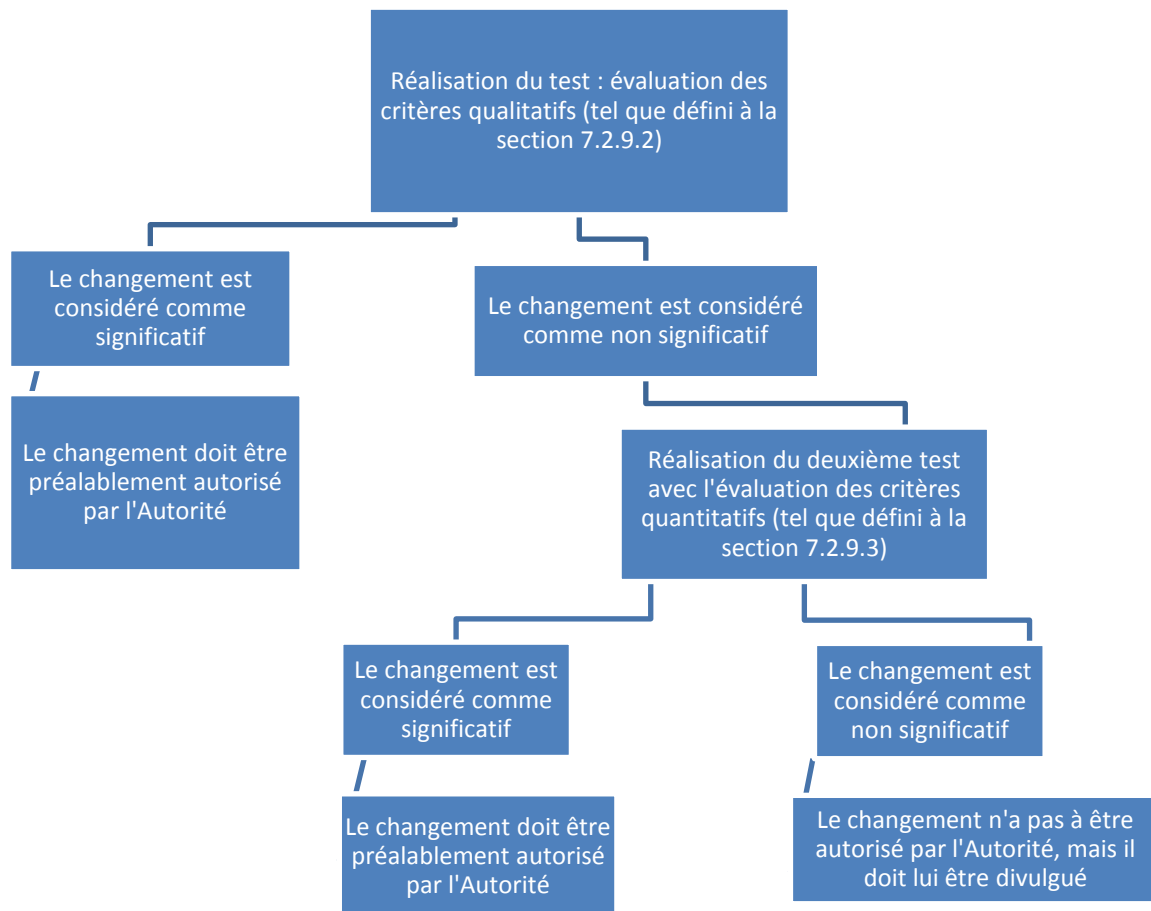 Réalisation du test : évaluation des
critères qualitatifs (tel que défini à la
section 7.2.9.2)
Le changement est
considéré comme
significatif
Le changement est considéré
comme non significatif
Le changement doit être
préalablement autorisé
par l'Autorité
Réalisation du deuxième test
avec l'évaluation des critères
quantitatifs (tel que défini à la
section 7.2.9.3)
Le changement est
considéré comme
significatif
Le changement est
considéré comme
non significatif
Le changement doit être
préalablement autorisé
par l'Autorité
Le changement n'a pas à être
autorisé par l'Autorité, mais il
doit lui être divulgué